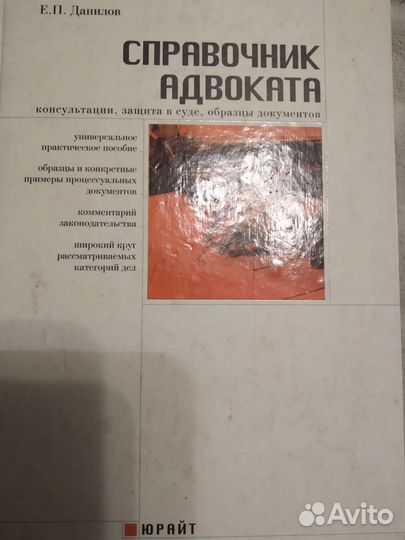 Е.П. Данилов
СПРАВОЧНИК
АДВОКАТА
консультации, защита в суде, образцы документов
универсальное
практическое пособие
образцы и конкретные
примеры процессуальных
документов
комментарий
законодательства
широкий круг
рассматриваемых
категорий дел
ЮРАЙТ
Avito